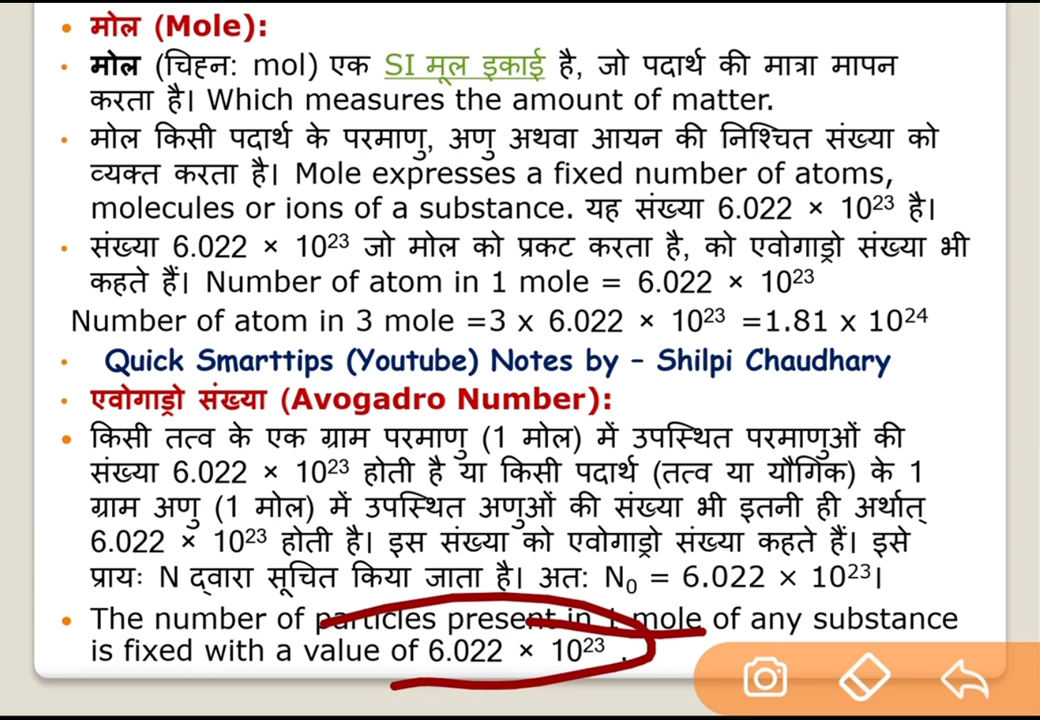 • मोल (Mole):
• मोल (चिह्न: mol) एक SI मूल इकाई है, जो पदार्थ की मात्रा मापन
करता है। Which measures the amount of matter.
• मोल किसी पदार्थ के परमाणु, अणु अथवा आयन की निश्चित संख्या को
व्यक्त करता है। Mole expresses a fixed number of atoms,
molecules or ions of a substance. यह संख्या 6.022 × 10²³ है।
• संख्या 6.022 × 10²³ जो मोल को प्रकट करता है, को एवोगाड्रो संख्या भी
कहते हैं। Number of atom in 1 mole = 6.022 × 10²³
Number of atom in 3 mole =3 x 6.022 × 10²³ =1.81 x 10²⁴
• Quick Smarttips (Youtube) Notes by – Shilpi Chaudhary
• एवोगाड्रो संख्या (Avogadro Number):
• किसी तत्व के एक ग्राम परमाणु (1 मोल) में उपस्थित परमाणुओं की
संख्या 6.022 × 10²³ होती है या किसी पदार्थ (तत्व या यौगिक) के 1
ग्राम अणु (1 मोल) में उपस्थित अणुओं की संख्या भी इतनी ही अर्थात्
6.022 × 10²³ होती है। इस संख्या को एवोगाड्रो संख्या कहते हैं। इसे
प्रायः N द्वारा सूचित किया जाता है। अत: N₀ = 6.022 × 10²³।
• The number of particles present in 1 mole of any substance
is fixed with a value of 6.022 × 10²³ .